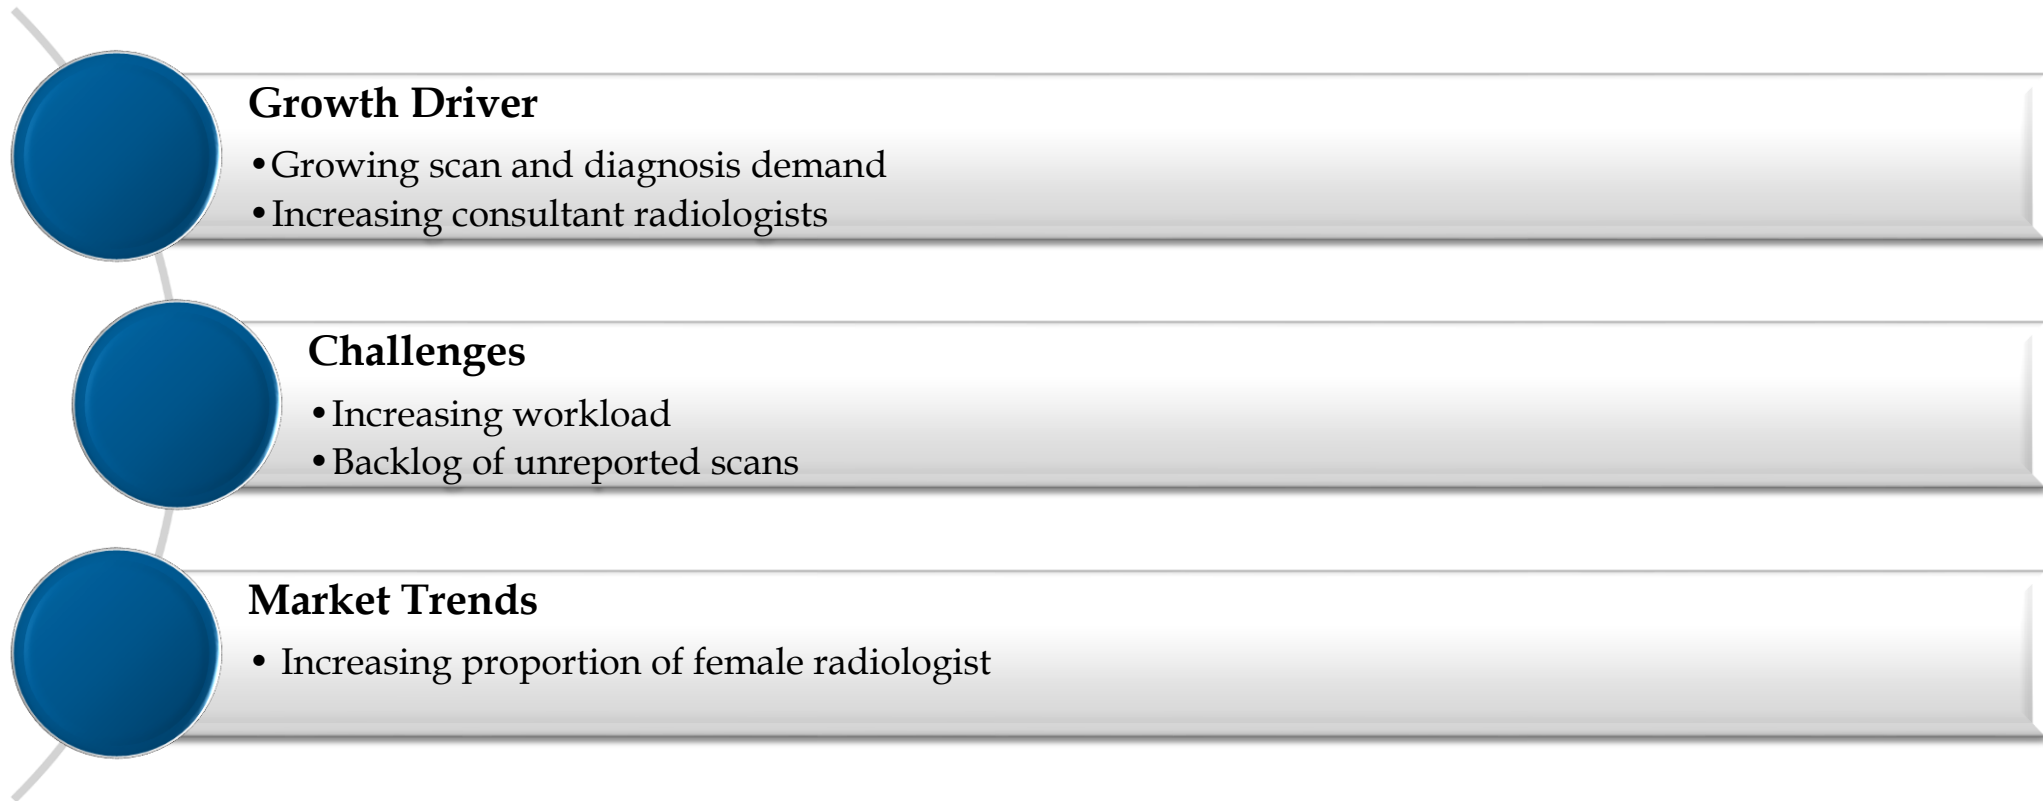 Growth Driver
•Growing scan and diagnosis demand
•Increasing consultant radiologists
Challenges
•Increasing workload
•Backlog of unreported scans
Market Trends
• Increasing proportion of female radiologist